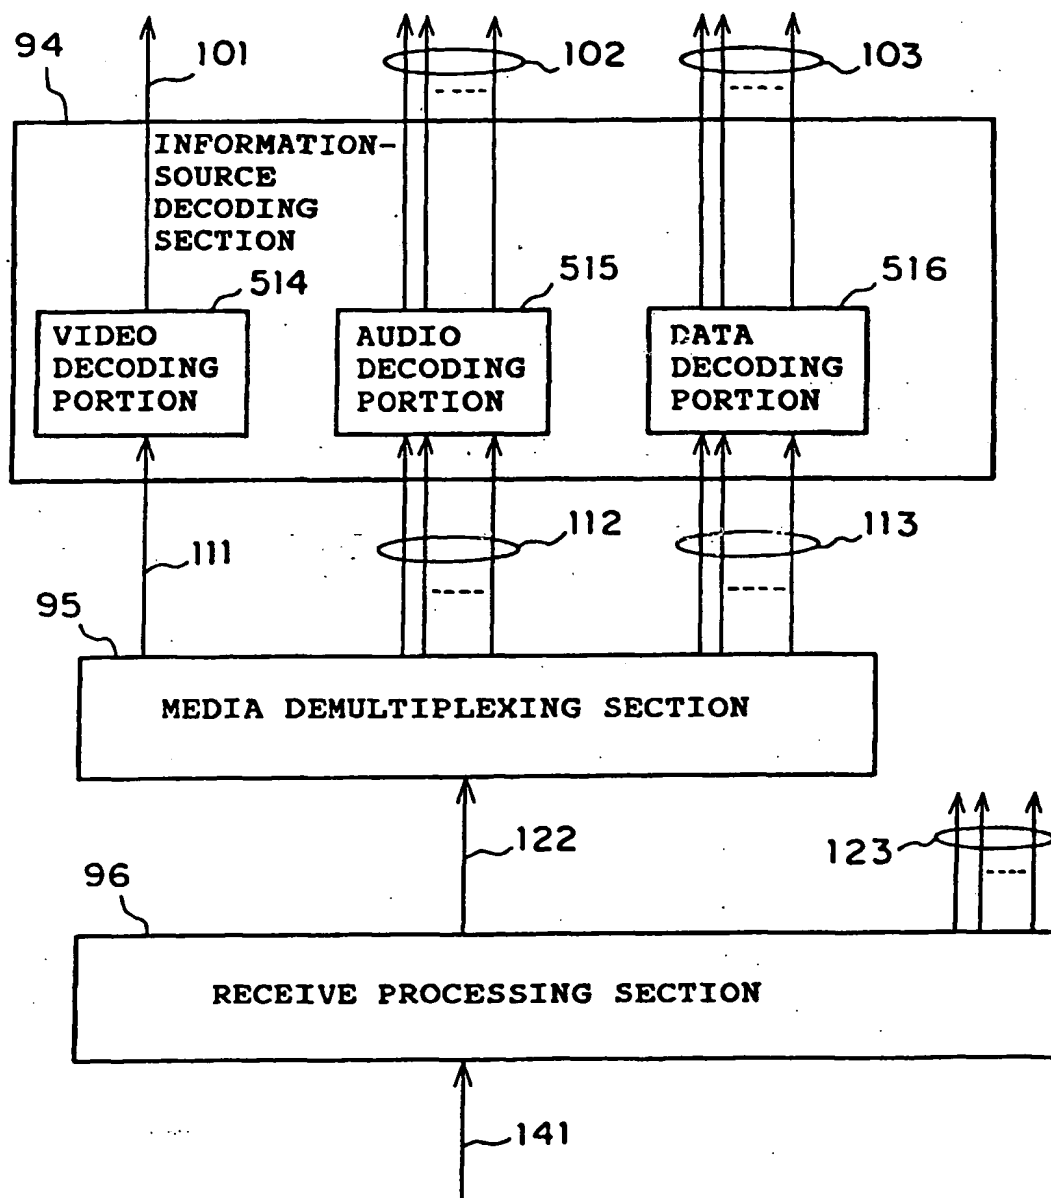 94
101
102
103
INFORMATION-
SOURCE
DECODING
SECTION
514
515
516
VIDEO
DECODING
PORTION
AUDIO
DECODING
PORTION
DATA
DECODING
PORTION
111
112
113
95
MEDIA DEMULTIPLEXING SECTION
122
123
96
RECEIVE PROCESSING SECTION
141